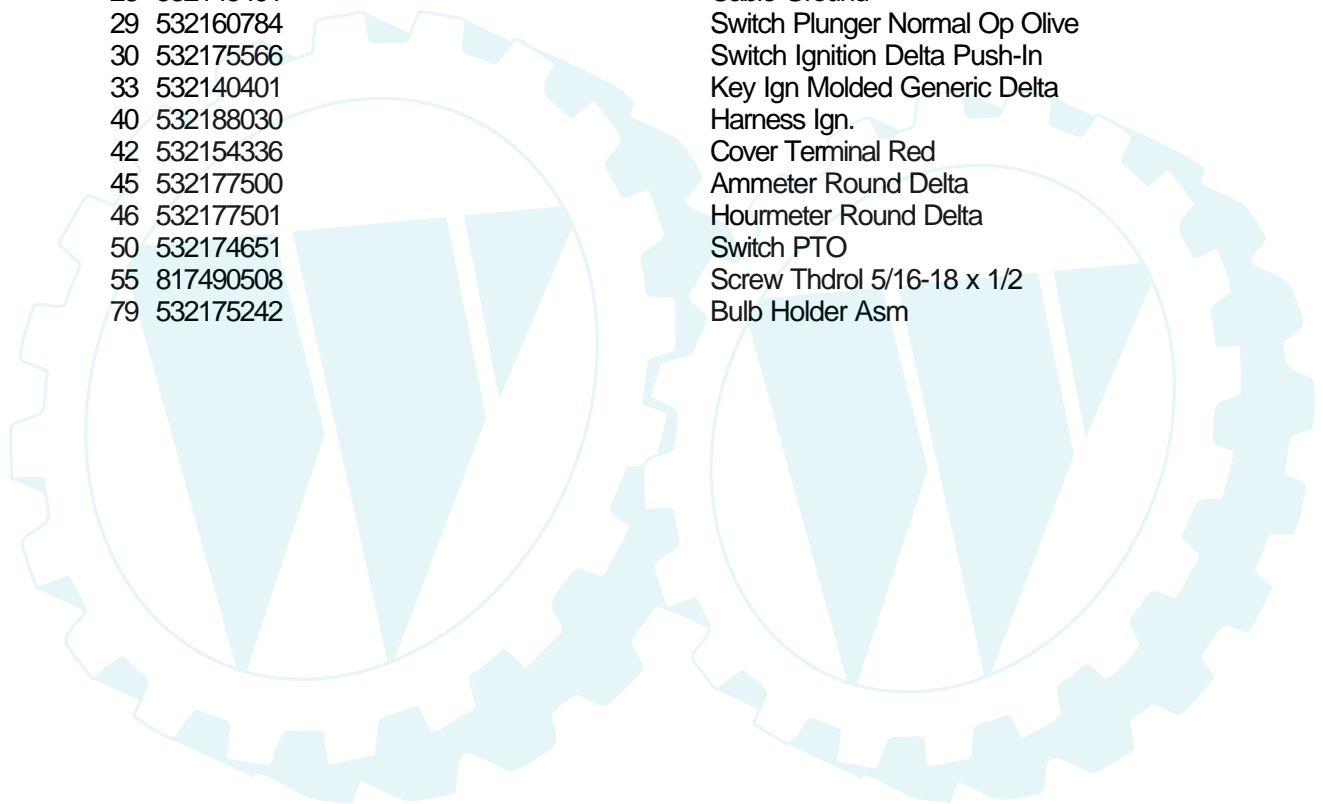 29 532160784 Switch Plunger Normal Op Olive
30 532175566 Switch Ignition Delta Push-In
33 532140401 Key Ign Molded Generic Delta
40 532188030 Harness Ign.
42 532154336 Cover Terminal Red
45 532177500 Ammeter Round Delta
46 532177501 Hourmeter Round Delta
50 532174651 Switch PTO
55 817490508 Screw Thdrol 5/16-18 x 1/2
79 532175242 Bulb Holder Asm